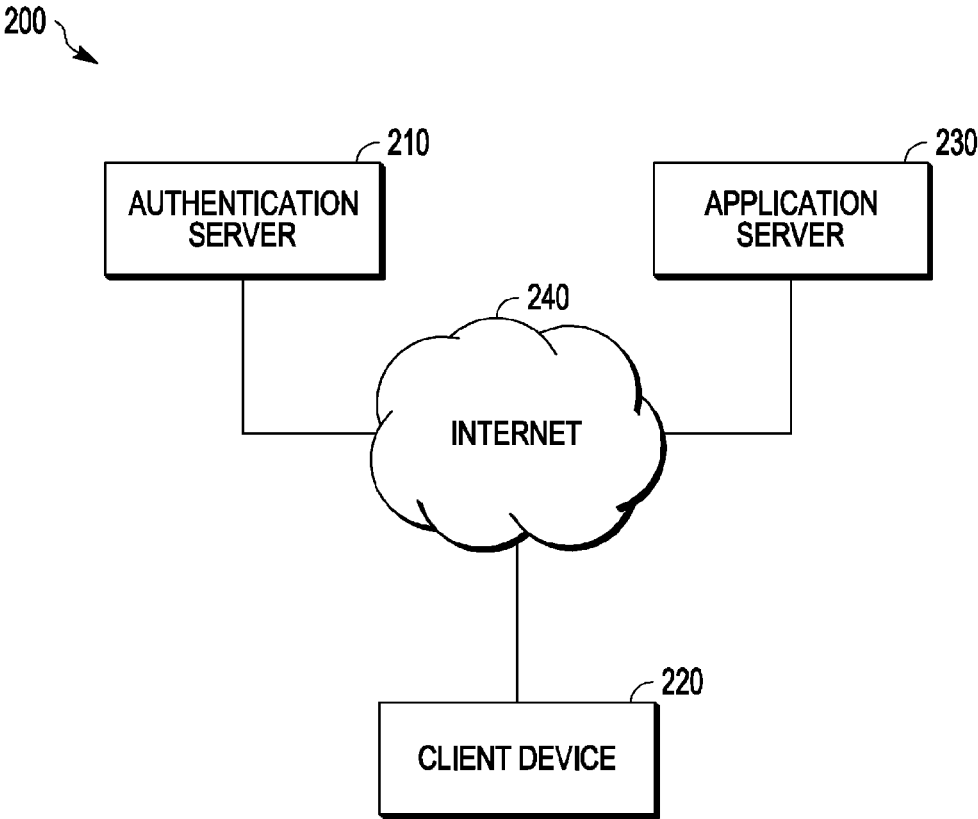 200
210
230
AUTHENTICATION
SERVER
APPLICATION
SERVER
240
INTERNET
220
CLIENT DEVICE